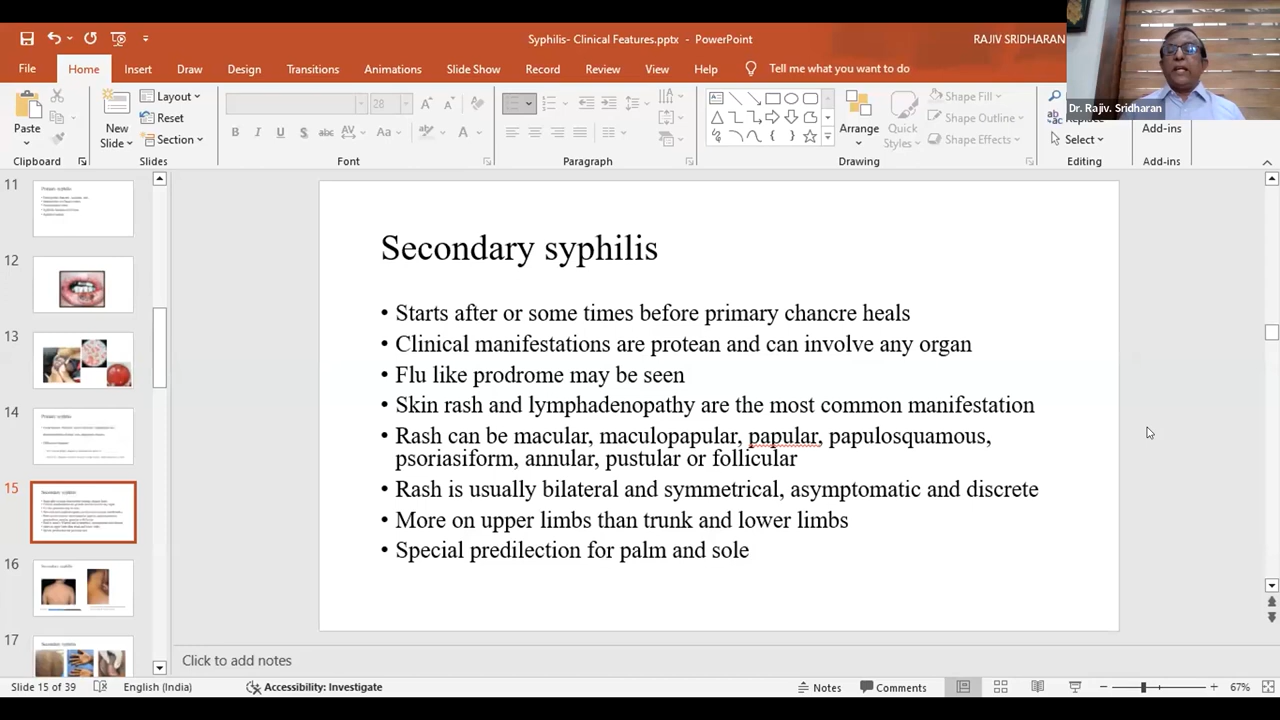 Syphilis- Clinical Features.pptx - PowerPoint
RAJIV SRIDHARAN
File Home Insert Draw Design Transitions Animations Slide Show Record Review View Help Tell me what you want to do
Dr. Rajiv. Sridharan
Paste
New
Slide
Layout
Reset
Section
28
B I U S abc AV Aa A
Arrange
Quick
Styles
Shape Fill
Shape Outline
Shape Effects
Select
Add-ins
Clipboard Slides Font Paragraph Drawing Editing Add-ins
11
12
13
14
15
16
17
Secondary syphilis
• Starts after or some times before primary chancre heals
• Clinical manifestations are protean and can involve any organ
• Flu like prodrome may be seen
• Skin rash and lymphadenopathy are the most common manifestation
• Rash can be macular, maculopapular, papular, papulosquamous,
psoriasiform, annular, pustular or follicular
• Rash is usually bilateral and symmetrical, asymptomatic and discrete
• More on upper limbs than trunk and lower limbs
• Special predilection for palm and sole
Click to add notes
Slide 15 of 39 English (India) Accessibility: Investigate Notes Comments 67%